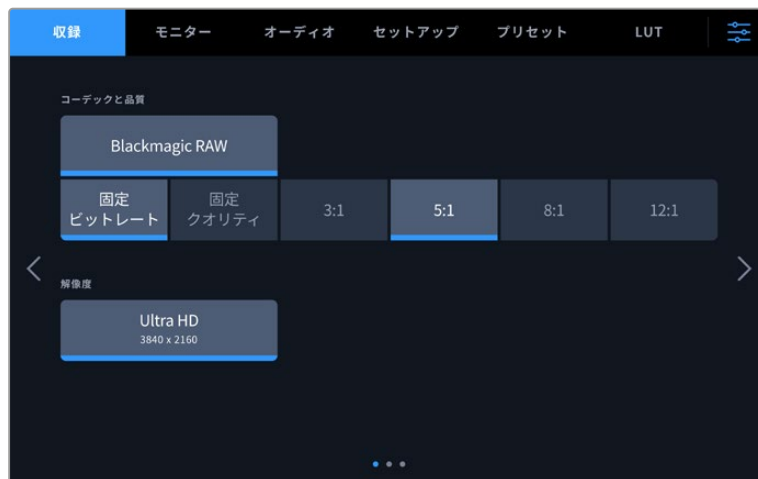 収録 モニター オーディオ セットアップ プリセット LUT
コーデックと品質
Blackmagic RAW
固定 固定
ビットレート クオリティ 3:1 5:1 8:1 12:1
解像度
Ultra HD
3840 x 2160